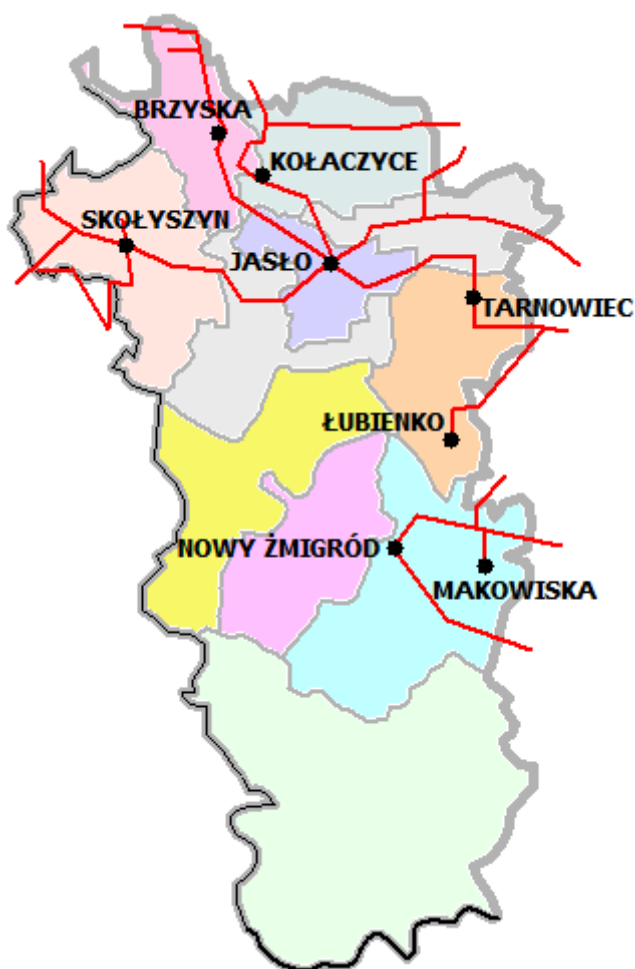 BRZYSKA
KOŁACZYCE
SKOŁYSZYN
JASŁO
TARNOWIEC
ŁUBIENKO
NOWY ŻMIGRÓD
MAKOWISKA